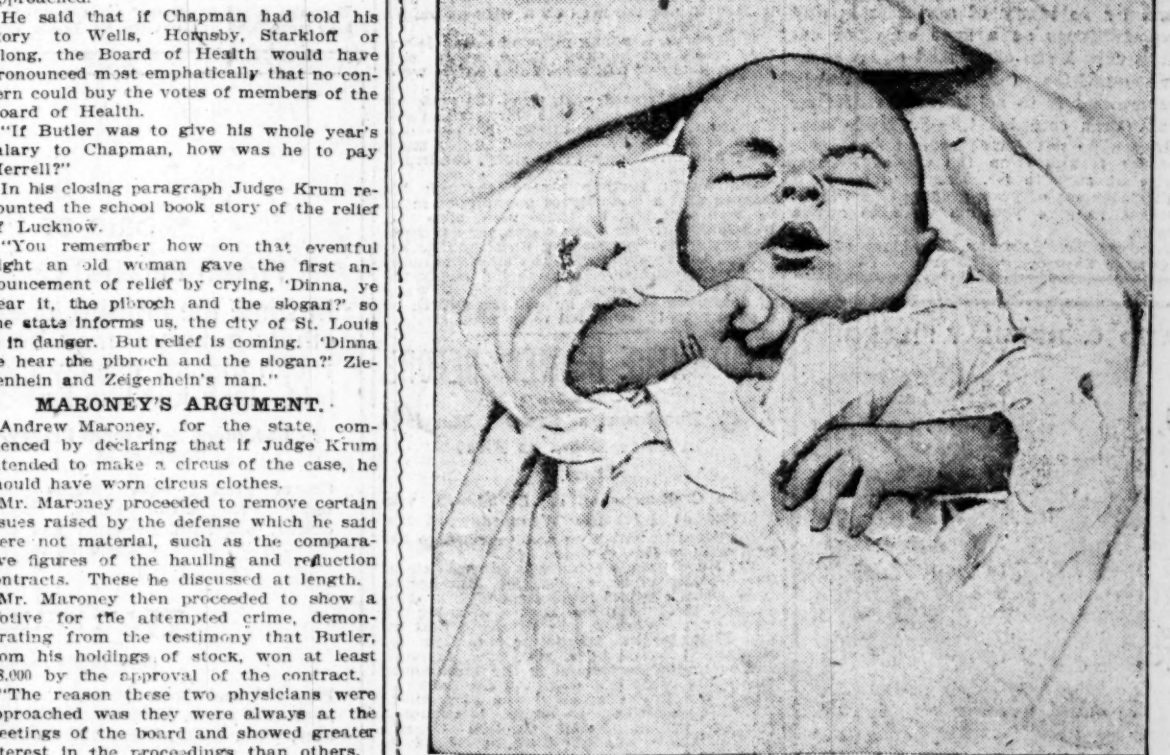 He said that if Chapman had told his
ory to Wells, Hornsby, Starkloff or
long, the Board of Health would have
ronounced most emphatically that no con-
ern could buy the votes of members of the
oard of Health.
"If Butler was to give his whole year's
alary to Chapman, how was he to pay
errell?"
In his closing paragraph Judge Krum re-
ounted the school book story of the relief
f Lucknow.
"You remember how on that eventful
ight an old woman gave the first an-
ouncement of relief by crying, 'Dinna, ye
ear it, the pibroch and the slogan?' so
he state informs us, the city of St. Louis
in danger. But relief is coming. 'Dinna
e hear the pibroch and the slogan?' Zie-
enhein and Zeigenhein's man."
MARONEY'S ARGUMENT.
Andrew Maroney, for the state, com-
enced by declaring that if Judge Krum
tended to make a circus of the case, he
hould have worn circus clothes.
Mr. Maroney proceeded to remove certain
sues raised by the defense which he said
ere not material, such as the compara-
ve figures of the hauling and reduction
ontracts. These he discussed at length.
Mr. Maroney then proceeded to show a
otive for the attempted crime, demon-
rating from the testimony that Butler,
om his holdings of stock, won at least
8,000 by the approval of the contract.
"The reason these two physicians were
pproached was they were always at the
eetings of the board and showed greater
terest in the proceedings than others.